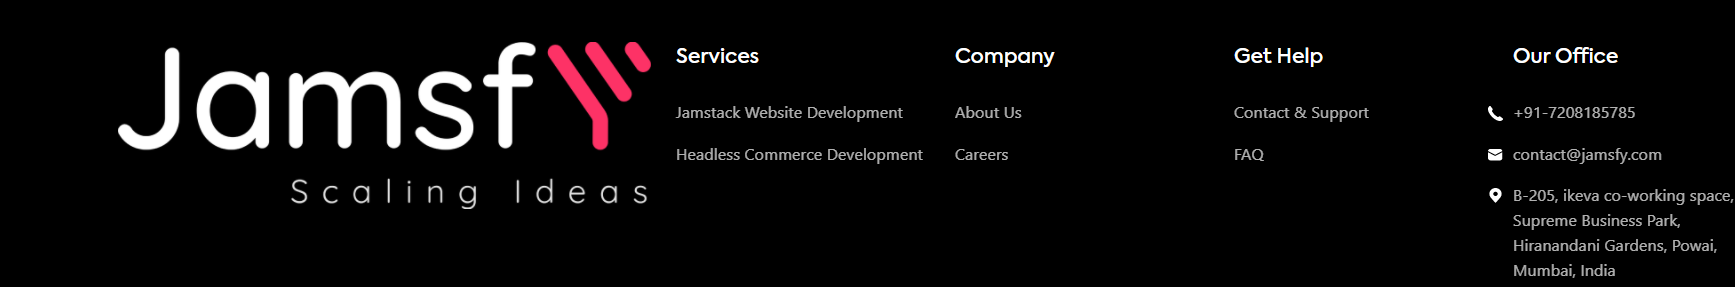 Jamsfy
Scaling Ideas
Services
Jamstack Website Development
Headless Commerce Development
Company
About Us
Careers
Get Help
Contact & Support
FAQ
Our Office
+91-7208185785
contact@jamsfy.com
B-205, ikeva co-working space,
Supreme Business Park,
Hiranandani Gardens, Powai,
Mumbai, India